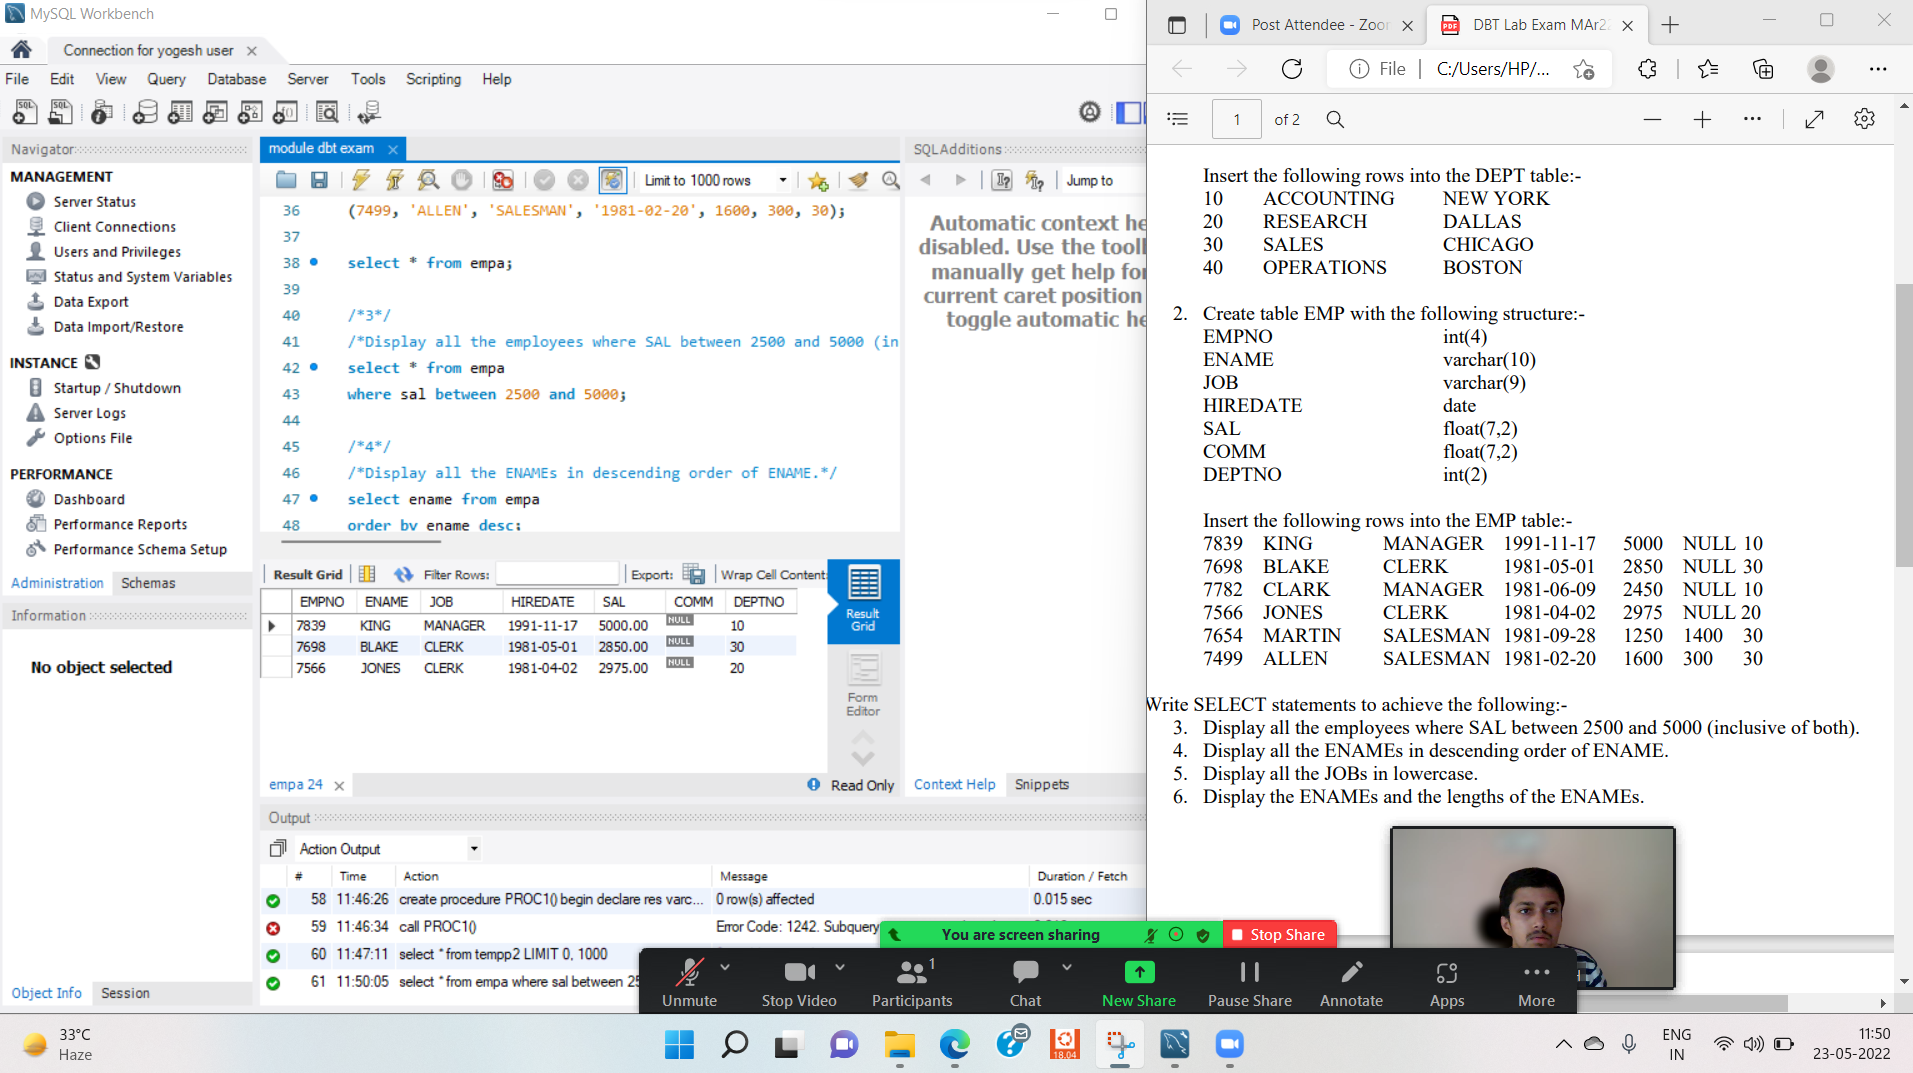 MySQL Workbench
Connection for yogesh user
File Edit View Query Database Server Tools Scripting Help
Navigator
MANAGEMENT
Server Status
Client Connections
Users and Privileges
Status and System Variables
Data Export
Data Import/Restore
INSTANCE
Startup / Shutdown
Server Logs
Options File
PERFORMANCE
Dashboard
Performance Reports
Performance Schema Setup
Administration Schemas
Information
No object selected
Object Info Session
module dbt exam
Limit to 1000 rows
36 (7499, 'ALLEN', 'SALESMAN', '1981-02-20', 1600, 300, 30);
37
38 select * from empa;
39
40 /*3*/
41 /*Display all the employees where SAL between 2500 and 5000 (in
42 select * from empa
43 where sal between 2500 and 5000;
44
45 /*4*/
46 /*Display all the ENAMEs in descending order of ENAME.*/
47 select ename from empa
48 order by ename desc;
Result Grid Filter Rows: Export: Wrap Cell Content:
EMPNO ENAME JOB HIREDATE SAL COMM DEPTNO
7839 KING MANAGER 1991-11-17 5000.00 NULL 10
7698 BLAKE CLERK 1981-05-01 2850.00 NULL 30
7566 JONES CLERK 1981-04-02 2975.00 NULL 20
Result Grid
Form Editor
empa 24
Read Only
SQLAdditions
Jump to
Automatic context he
disabled. Use the tool
manually get help for
current caret position
toggle automatic he
Context Help Snippets
Output
Action Output
# Time Action Message Duration / Fetch
58 11:46:26 create procedure PROC1() begin declare res varc... 0 row(s) affected 0.015 sec
59 11:46:34 call PROC1() Error Code: 1242. Subquery
60 11:47:11 select * from tempp2 LIMIT 0, 1000
61 11:50:05 select * from empa where sal between 25
Post Attendee - Zoor
DBT Lab Exam MAr22
File C:/Users/HP/...
1 of 2
Insert the following rows into the DEPT table:-
10 ACCOUNTING NEW YORK
20 RESEARCH DALLAS
30 SALES CHICAGO
40 OPERATIONS BOSTON
2. Create table EMP with the following structure:-
EMPNO int(4)
ENAME varchar(10)
JOB varchar(9)
HIREDATE date
SAL float(7,2)
COMM float(7,2)
DEPTNO int(2)
Insert the following rows into the EMP table:-
7839 KING MANAGER 1991-11-17 5000 NULL 10
7698 BLAKE CLERK 1981-05-01 2850 NULL 30
7782 CLARK MANAGER 1981-06-09 2450 NULL 10
7566 JONES CLERK 1981-04-02 2975 NULL 20
7654 MARTIN SALESMAN 1981-09-28 1250 1400 30
7499 ALLEN SALESMAN 1981-02-20 1600 300 30
Write SELECT statements to achieve the following:-
3. Display all the employees where SAL between 2500 and 5000 (inclusive of both).
4. Display all the ENAMEs in descending order of ENAME.
5. Display all the JOBs in lowercase.
6. Display the ENAMEs and the lengths of the ENAMEs.
You are screen sharing Stop Share
Unmute Stop Video Participants 1 Chat New Share Pause Share Annotate Apps More
33°C
Haze
18.04
ENG
IN
11:50
23-05-2022